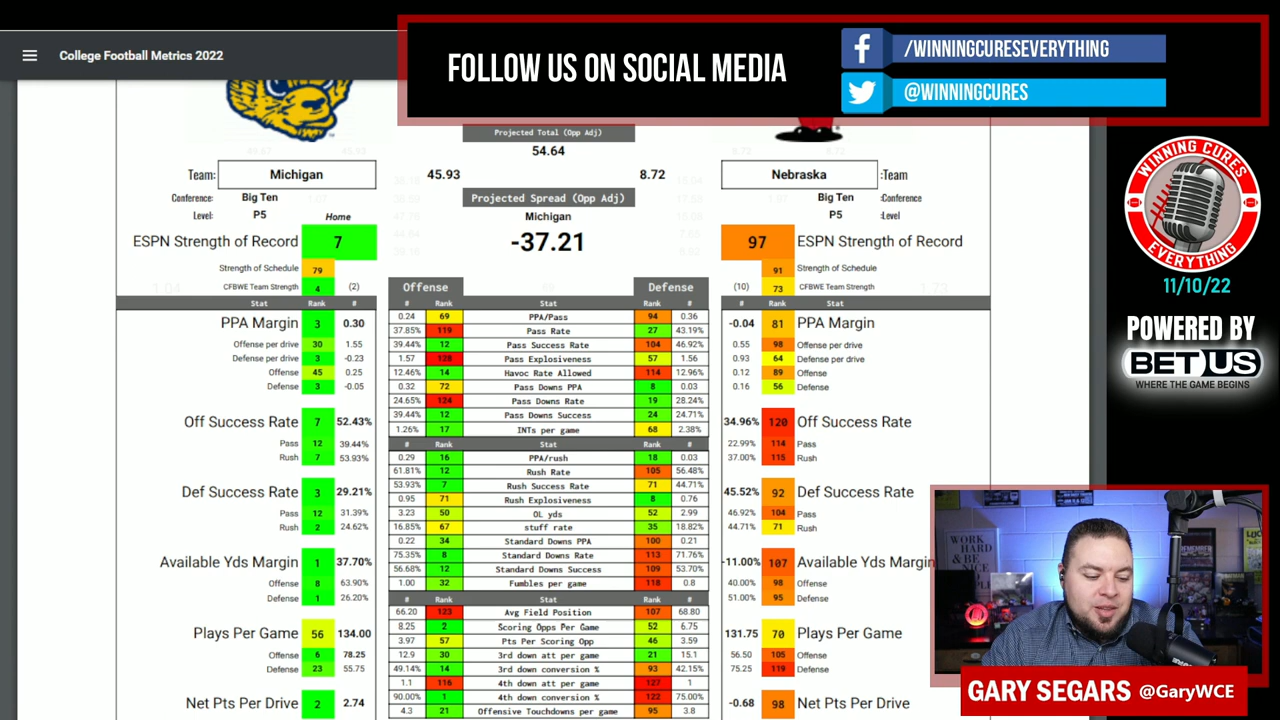 College Football Metrics 2022
FOLLOW US ON SOCIAL MEDIA
/WINNINGCURESEVERYTHING
@WINNINGCURES
WINNING CURES
EVERYTHING
11/10/22
POWERED BY
BETUS
WHERE THE GAME BEGINS
Projected Total (Opp Adj)
54.64
Team: Michigan 45.93 8.72 Nebraska :Team
Conference: Big Ten Projected Spread (Opp Adj) Big Ten :Conference
Level: P5 Home Michigan P5 :Level
ESPN Strength of Record 7 -37.21 97 ESPN Strength of Record
Strength of Schedule 79 91 Strength of Schedule
CFBWE Team Strength 4 (2) Offense Defense (10) 73 CFBWE Team Strength
Stat Rank # # Rank Stat Rank # # Rank Stat
PPA Margin 3 0.30 -0.04 81 PPA Margin
Offense per drive 30 1.55 0.55 98 Offense per drive
Defense per drive 3 -0.23 0.93 64 Defense per drive
Offense 45 0.25 0.12 89 Offense
Defense 3 -0.05 0.16 56 Defense
Off Success Rate 7 52.43% 34.96% 120 Off Success Rate
Pass 12 39.44% 22.99% 114 Pass
Rush 7 53.93% 37.00% 115 Rush
Def Success Rate 3 29.21% 45.52% 92 Def Success Rate
Pass 12 31.39% 46.92% 104 Pass
Rush 2 24.62% 44.71% 71 Rush
Available Yds Margin 1 37.70% -11.00% 107 Available Yds Margin
Offense 8 63.90% 40.00% 98 Offense
Defense 1 26.20% 51.00% 95 Defense
Plays Per Game 56 134.00 131.75 70 Plays Per Game
Offense 6 78.25 56.50 105 Offense
Defense 23 55.75 75.25 119 Defense
Net Pts Per Drive 2 2.74 -0.68 98 Net Pts Per Drive
0.24 69 PPA/Pass 94 0.36
37.85% 119 Pass Rate 27 43.19%
39.44% 12 Pass Success Rate 104 46.92%
1.57 128 Pass Explosiveness 57 1.56
12.46% 14 Havoc Rate Allowed 114 12.96%
0.32 72 Pass Downs PPA 8 0.03
24.65% 124 Pass Downs Rate 19 28.24%
39.44% 12 Pass Downs Success 24 24.71%
1.26% 17 INTs per game 68 2.38%
# Rank Stat Rank #
0.29 16 PPA/rush 18 0.03
61.81% 12 Rush Rate 105 56.48%
53.93% 7 Rush Success Rate 71 44.71%
0.95 71 Rush Explosiveness 8 0.76
3.23 50 OL yds 52 2.99
16.85% 67 stuff rate 35 18.82%
0.22 34 Standard Downs PPA 100 0.21
75.35% 8 Standard Downs Rate 113 71.76%
56.68% 12 Standard Downs Success 109 53.70%
1.00 32 Fumbles per game 118 0.8
# Rank Stat Rank #
66.20 123 Avg Field Position 107 68.80
8.25 2 Scoring Opps Per Game 52 6.75
3.97 57 Pts Per Scoring Opp 46 3.59
12.9 30 3rd down att per game 21 15.1
49.14% 14 3rd down conversion % 93 42.15%
1.1 116 4th down att per game 127 1
90.00% 1 4th down conversion % 122 75.00%
4.3 21 Offensive Touchdowns per game 95 3.8
WORK
HARD
GARY SEGARS @GaryWCE